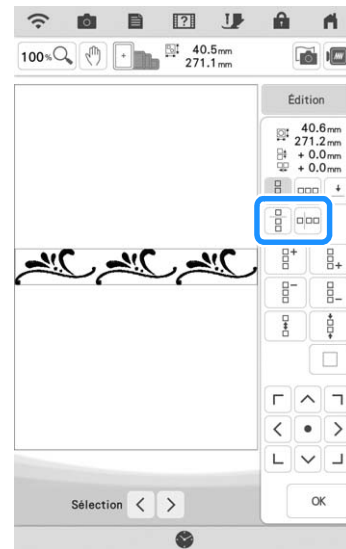 100% 40.5mm
271.1mm
Édition
40.6mm
271.2mm
+ 0.0mm
+ 0.0mm
Sélection
OK